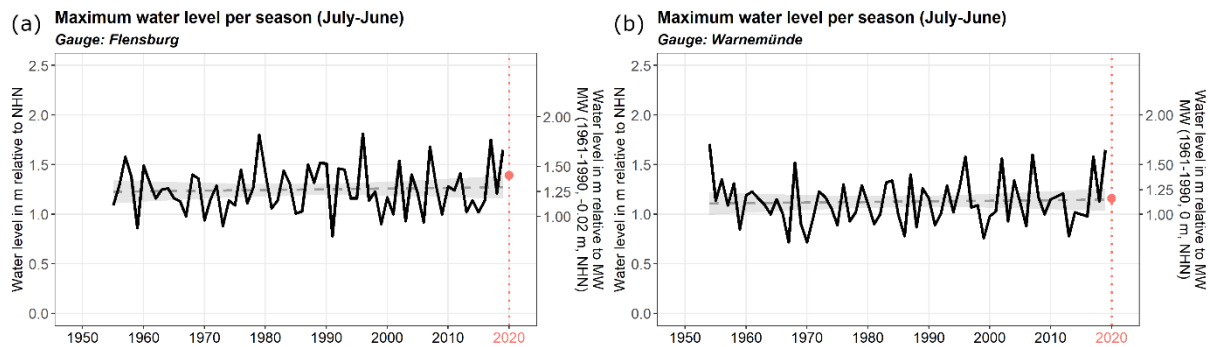 (a)
Maximum water level per season (July-June)
Gauge: Flensburg
Water level in m relative to NHN
2.5
2.0
1.5
1.0
0.5
0.0
1950 1960 1970 1980 1990 2000 2010 2020
2.00
1.50
1.25
1.00
Water level in m relative to MW
MW (1961-1990, -0.02 m, NHN)
(b)
Maximum water level per season (July-June)
Gauge: Warnemünde
Water level in m relative to NHN
2.5
2.0
1.5
1.0
0.5
0.0
1950 1960 1970 1980 1990 2000 2010 2020
2.00
1.50
1.25
1.00
Water level in m relative to MW
MW (1961-1990, 0 m, NHN)